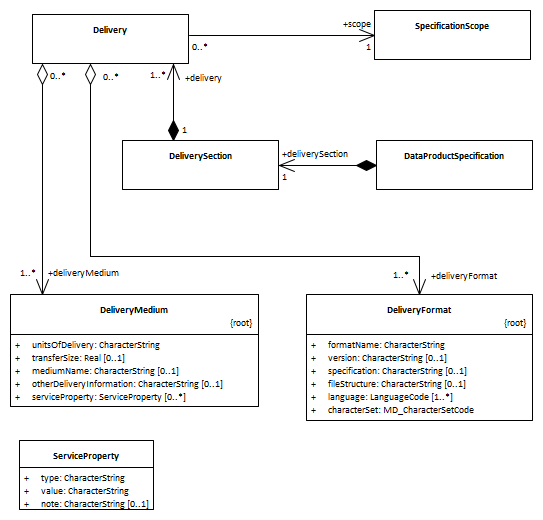 Delivery
+scope
SpecificationScope
0..*
1
0..*
0..*
1..*
+delivery
1
DeliverySection
+deliverySection
1
DataProductSpecification
1..*
+deliveryMedium
1..*
+deliveryFormat
DeliveryMedium
{root}
+ unitsOfDelivery: CharacterString
+ transferSize: Real [0..1]
+ mediumName: CharacterString [0..1]
+ otherDeliveryInformation: CharacterString [0..1]
+ serviceProperty: ServiceProperty [0..*]
DeliveryFormat
{root}
+ formatName: CharacterString
+ version: CharacterString [0..1]
+ specification: CharacterString [0..1]
+ fileStructure: CharacterString [0..1]
+ language: LanguageCode [1..*]
+ characterSet: MD_CharacterSetCode
ServiceProperty
+ type: CharacterString
+ value: CharacterString
+ note: CharacterString [0..1]